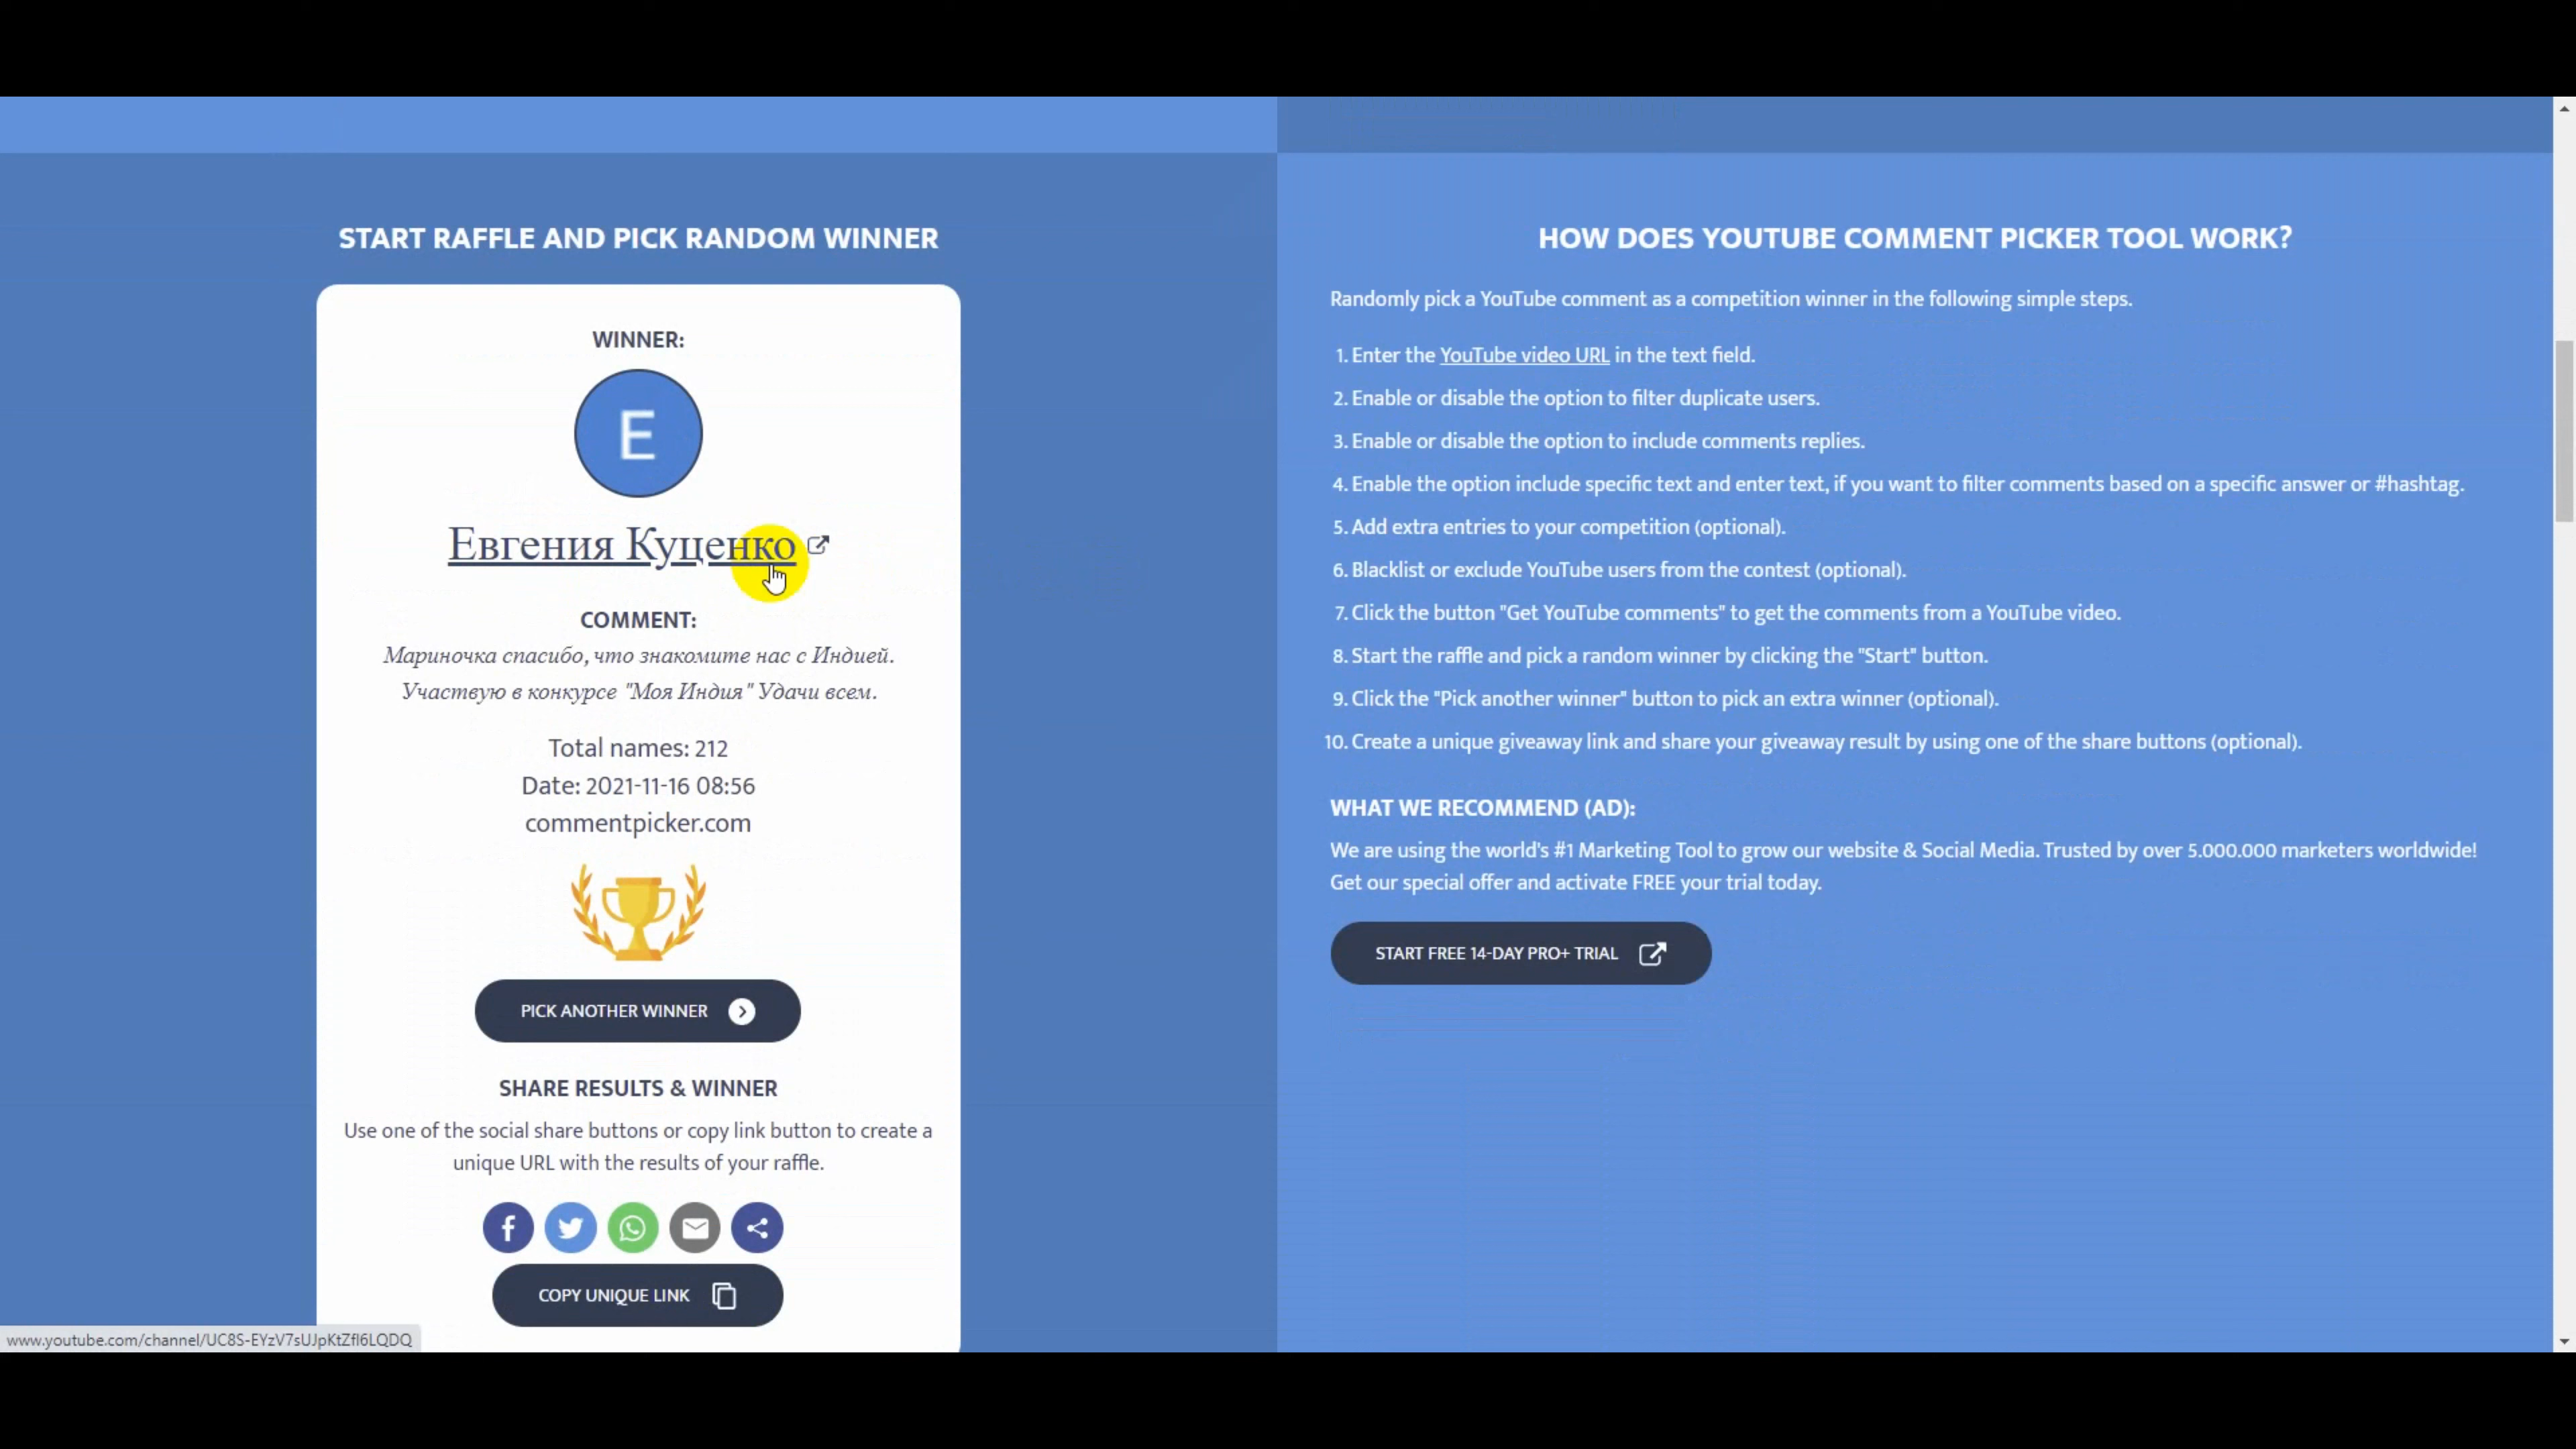 START RAFFLE AND PICK RANDOM WINNER
WINNER:
E
Евгения Куценко
COMMENT:
Мариночка спасибо, что знакомите нас с Индией.
Участвую в конкурсе "Моя Индия" Удачи всем.
Total names: 212
Date: 2021-11-16 08:56
commentpicker.com
PICK ANOTHER WINNER
SHARE RESULTS & WINNER
Use one of the social share buttons or copy link button to create a
unique URL with the results of your raffle.
COPY UNIQUE LINK
www.youtube.com/channel/UC8S-EYzV7sUJpKtZfI6LQDQ
HOW DOES YOUTUBE COMMENT PICKER TOOL WORK?
Randomly pick a YouTube comment as a competition winner in the following simple steps.
1. Enter the YouTube video URL in the text field.
2. Enable or disable the option to filter duplicate users.
3. Enable or disable the option to include comments replies.
4. Enable the option include specific text and enter text, if you want to filter comments based on a specific answer or #hashtag.
5. Add extra entries to your competition (optional).
6. Blacklist or exclude YouTube users from the contest (optional).
7. Click the button "Get YouTube comments" to get the comments from a YouTube video.
8. Start the raffle and pick a random winner by clicking the "Start" button.
9. Click the "Pick another winner" button to pick an extra winner (optional).
10. Create a unique giveaway link and share your giveaway result by using one of the share buttons (optional).
WHAT WE RECOMMEND (AD):
We are using the world's #1 Marketing Tool to grow our website & Social Media. Trusted by over 5.000.000 marketers worldwide!
Get our special offer and activate FREE your trial today.
START FREE 14-DAY PRO+ TRIAL